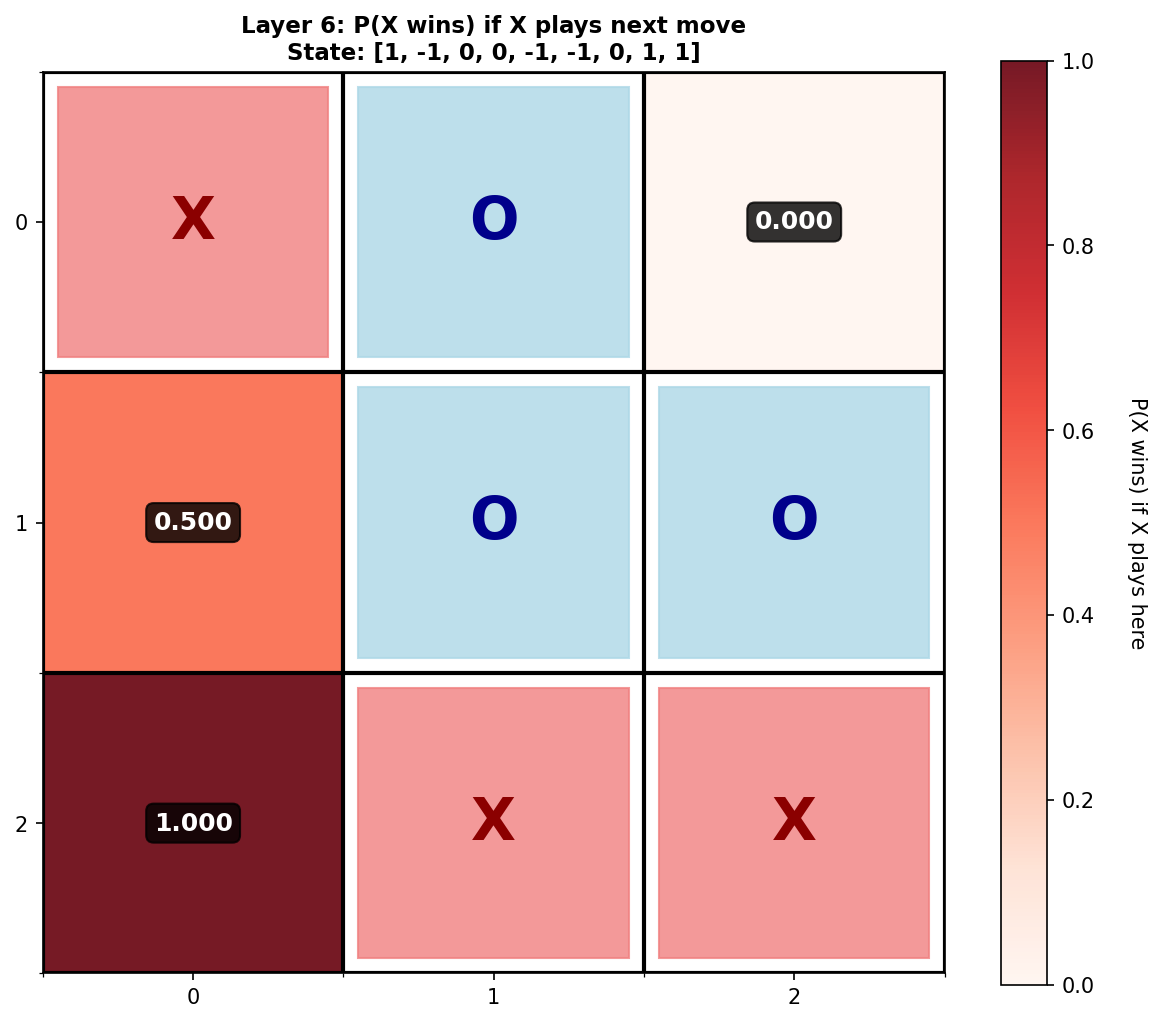 Layer 6: P(X wins) if X plays next move
State: [1, -1, 0, 0, -1, -1, 0, 1, 1]
0
X
O
0.000
1
0.500
O
O
2
1.000
X
X
0
1
2
1.0
0.8
0.6
0.4
0.2
0.0
P(X wins) if X plays here